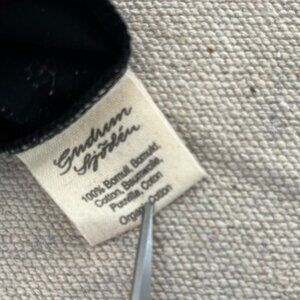 Gudrun
Sjödén
100% Bomull, Bomuld,
Cotton, Baumwolle,
Puuvilla, Coton
Organic Cotton